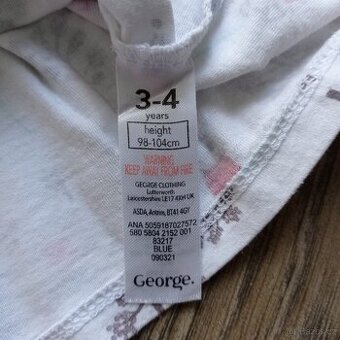 3-4
years
height
98-104cm
WARNING
KEEP AWAY FROM FIRE
GEORGE CLOTHING
Lutterworth
Leicestershire LE17 4XH UK
ASDA, Antrim, BT41 4GY
ANA 5059187027572
580 5804 2152 001
83217
BLUE
090321
George.